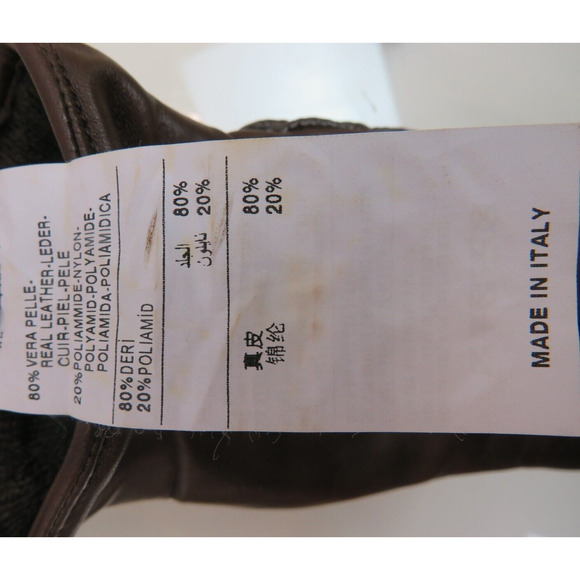 80% VERA PELLE-
REAL LEATHER-LEDER-
CUIR-PIEL-PELE
20%POLIAMMIDE-NYLON-
POLYAMID-POLYAMIDE-
POLIAMIDA-POLIAMIDICA
80%DERİ
20%POLIAMİD
80% الجلد
20% نايلون
真皮 80%
锦纶 20%
MADE IN ITALY